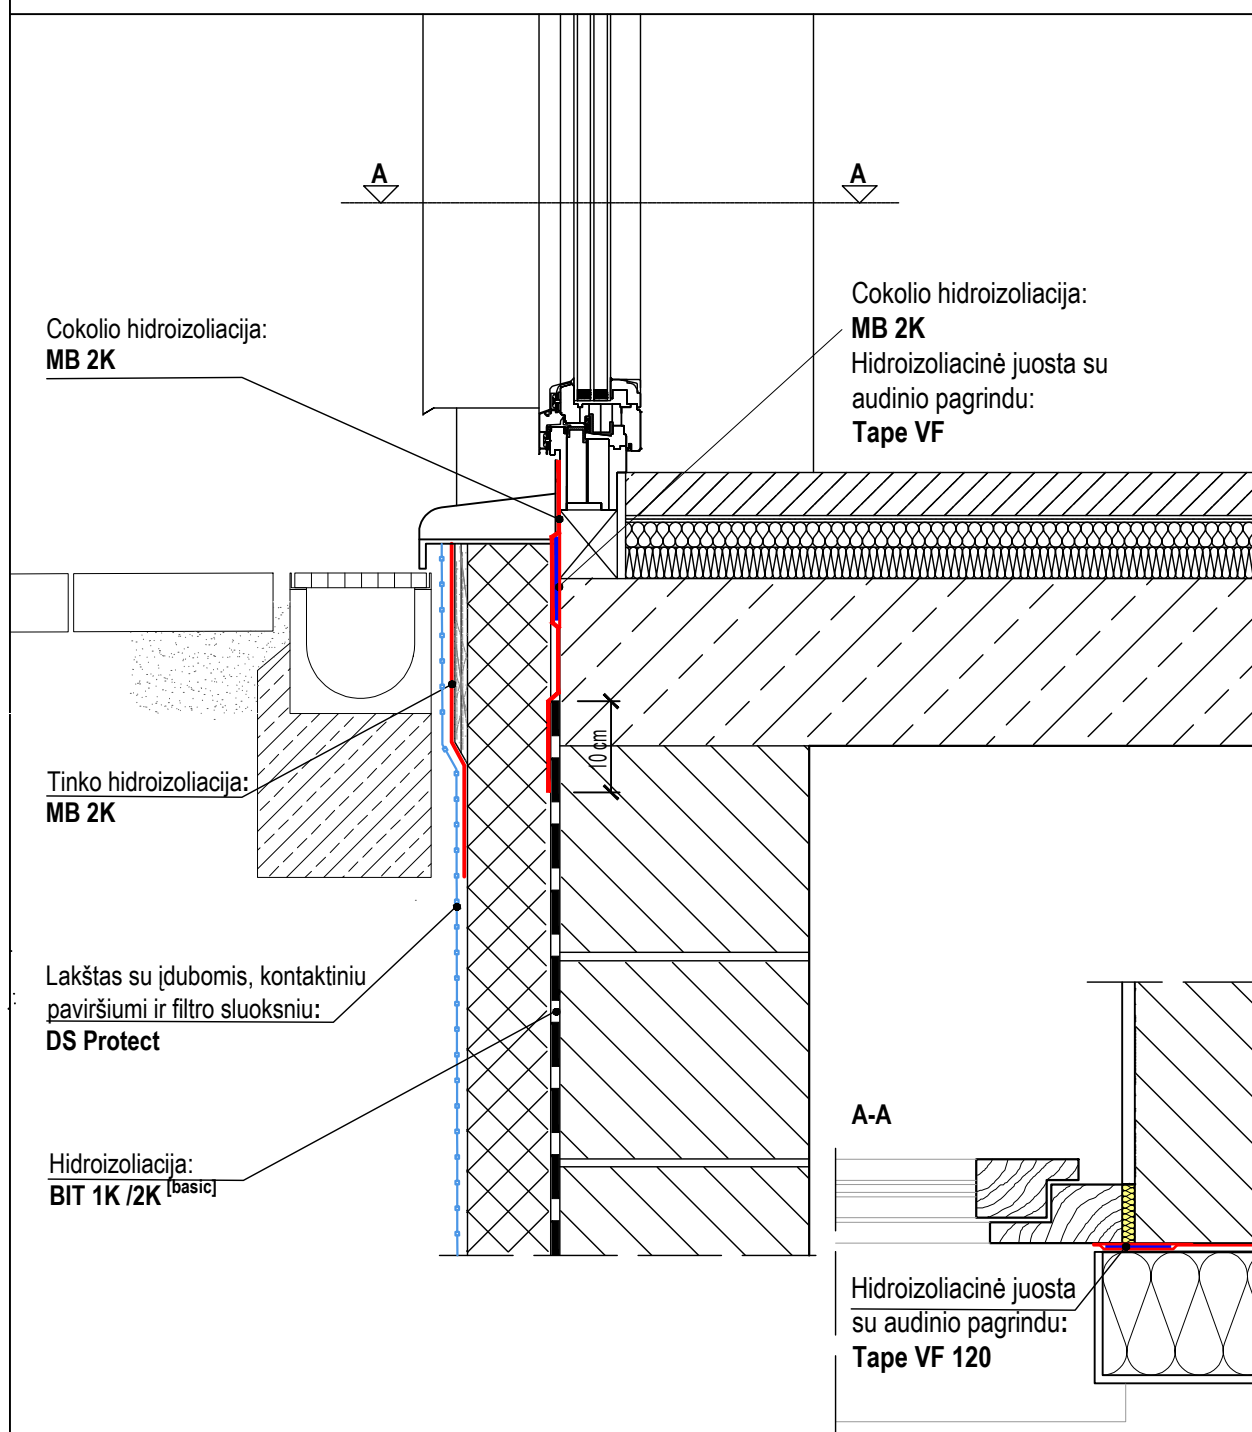 A
A
Cokolio hidroizoliacija:
MB 2K
Cokolio hidroizoliacija:
MB 2K
Hidroizoliacinė juosta su
audinio pagrindu:
Tape VF
10 cm
Tinko hidroizoliacija:
MB 2K
Lakštas su įdubomis, kontaktiniu
paviršiumi ir filtro sluoksniu:
DS Protect
Hidroizoliacija:
BIT 1K /2K [basic]
A-A
Hidroizoliacinė juosta
su audinio pagrindu:
Tape VF 120